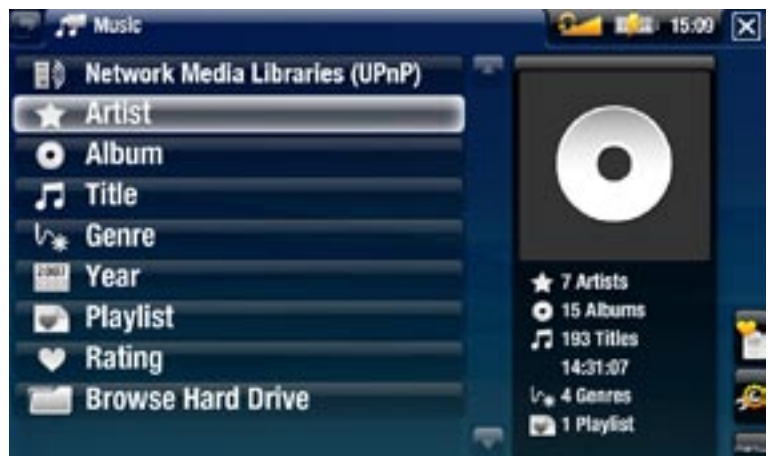 Music
15:09
Network Media Libraries (UPnP)
Artist
Album
Title
Genre
Year
Playlist
Rating
Browse Hard Drive
7 Artists
15 Albums
193 Titles
14:31:07
4 Genres
1 Playlist